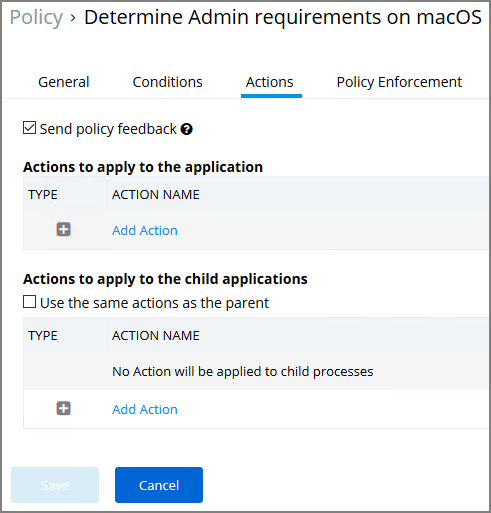 Policy › Determine Admin requirements on macOS
General Conditions Actions Policy Enforcement
Send policy feedback
Actions to apply to the application
TYPE ACTION NAME
Add Action
Actions to apply to the child applications
Use the same actions as the parent
TYPE ACTION NAME
No Action will be applied to child processes
Add Action
Save Cancel